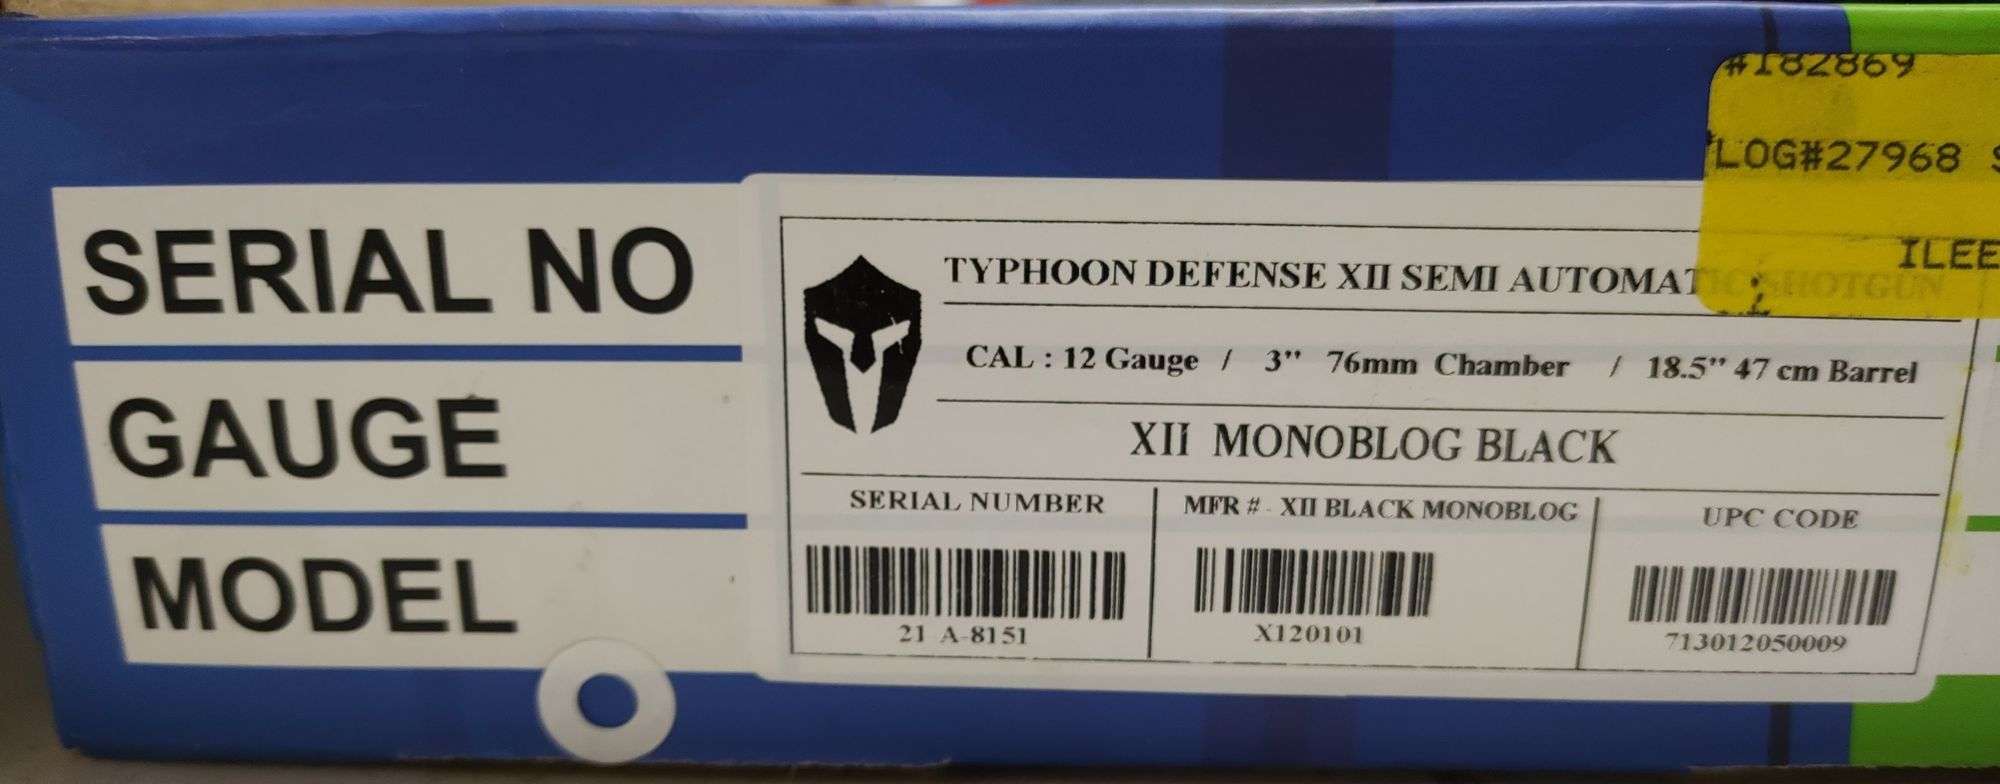 #182869
LOG#27968
ILEE
SERIAL NO
GAUGE
MODEL
TYPHOON DEFENSE XII SEMI AUTOMATIC SHOTGUN
CAL : 12 Gauge / 3" 76mm Chamber / 18.5" 47 cm Barrel
XII MONOBLOG BLACK
SERIAL NUMBER
21 A-8151
MFR # - XII BLACK MONOBLOG
X120101
UPC CODE
713012050009